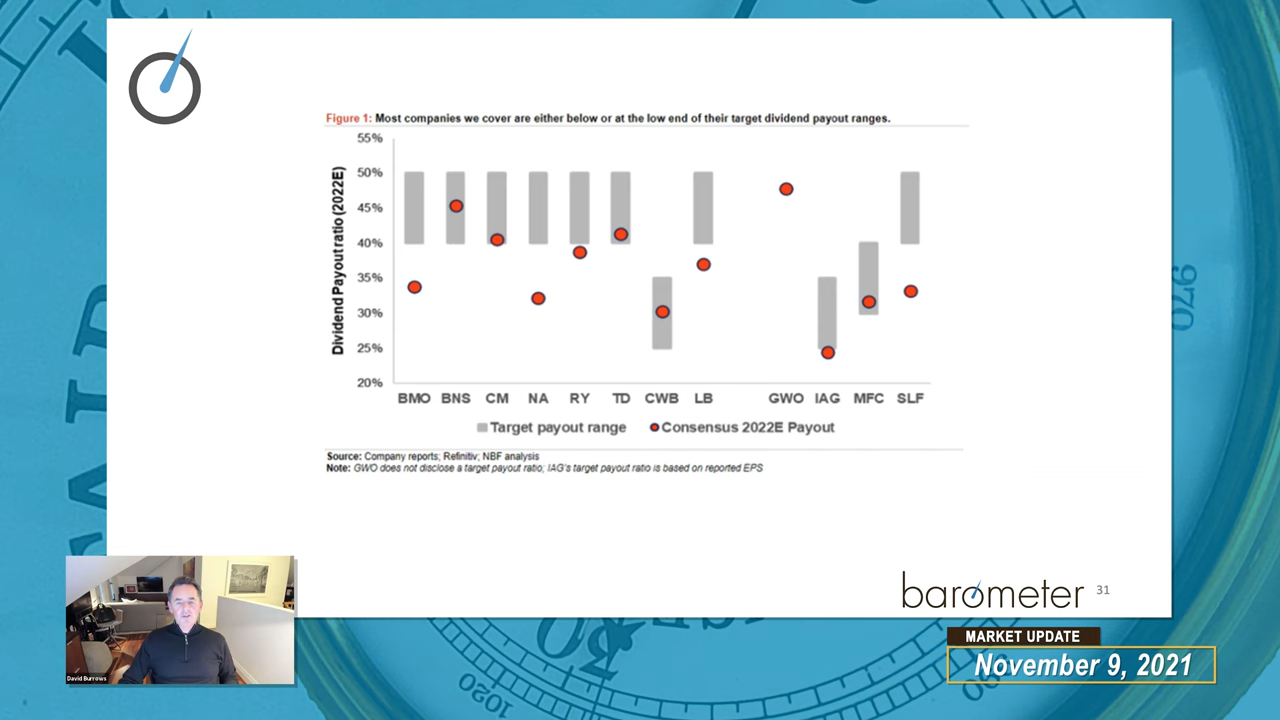 Figure 1: Most companies we cover are either below or at the low end of their target dividend payout ranges.
Dividend Payout ratio (2022E)
55%
50%
45%
40%
35%
30%
25%
20%
BMO BNS CM NA RY TD CWB LB GWO IAG MFC SLF
Target payout range Consensus 2022E Payout
Source: Company reports; Refinitiv; NBF analysis
Note: GWO does not disclose a target payout ratio; IAG's target payout ratio is based on reported EPS
barometer 31
David Burrows
MARKET UPDATE
November 9, 2021
970
1020